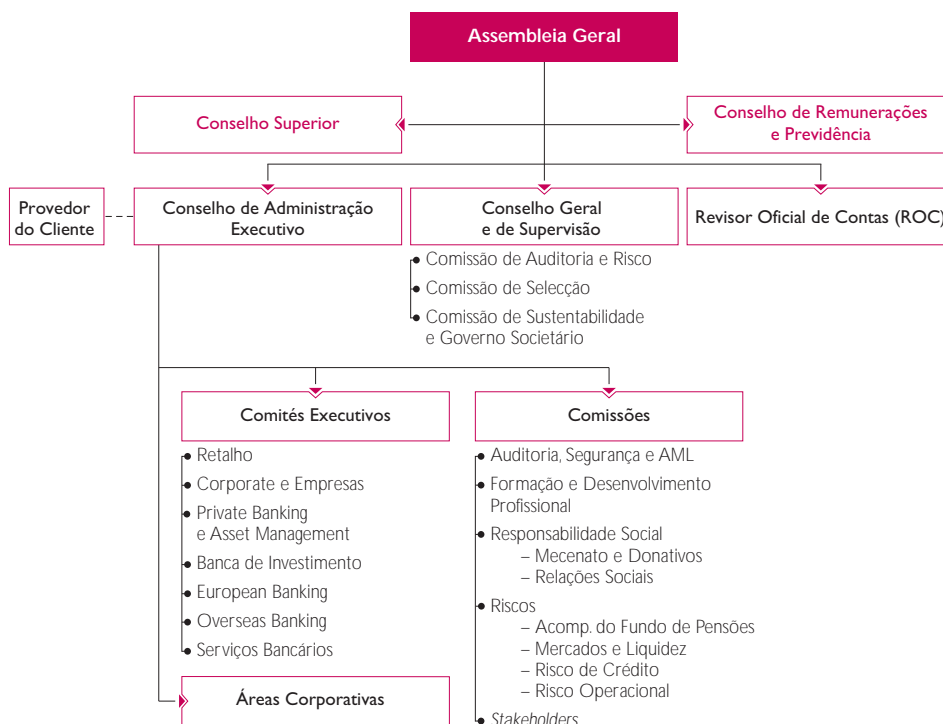 Assembleia Geral
Conselho Superior
Conselho de Remunerações
e Previdência
Provedor
do Cliente
Conselho de Administração
Executivo
Conselho Geral
e de Supervisão
Revisor Oficial de Contas (ROC)
• Comissão de Auditoria e Risco
• Comissão de Selecção
• Comissão de Sustentabilidade
e Governo Societário
Comités Executivos
• Retalho
• Corporate e Empresas
• Private Banking
e Asset Management
• Banca de Investimento
• European Banking
• Overseas Banking
• Serviços Bancários
Áreas Corporativas
Comissões
• Auditoria, Segurança e AML
• Formação e Desenvolvimento
Profissional
• Responsabilidade Social
– Mecenato e Donativos
– Relações Sociais
• Riscos
– Acomp. do Fundo de Pensões
– Mercados e Liquidez
– Risco de Crédito
– Risco Operacional
• Stakeholders